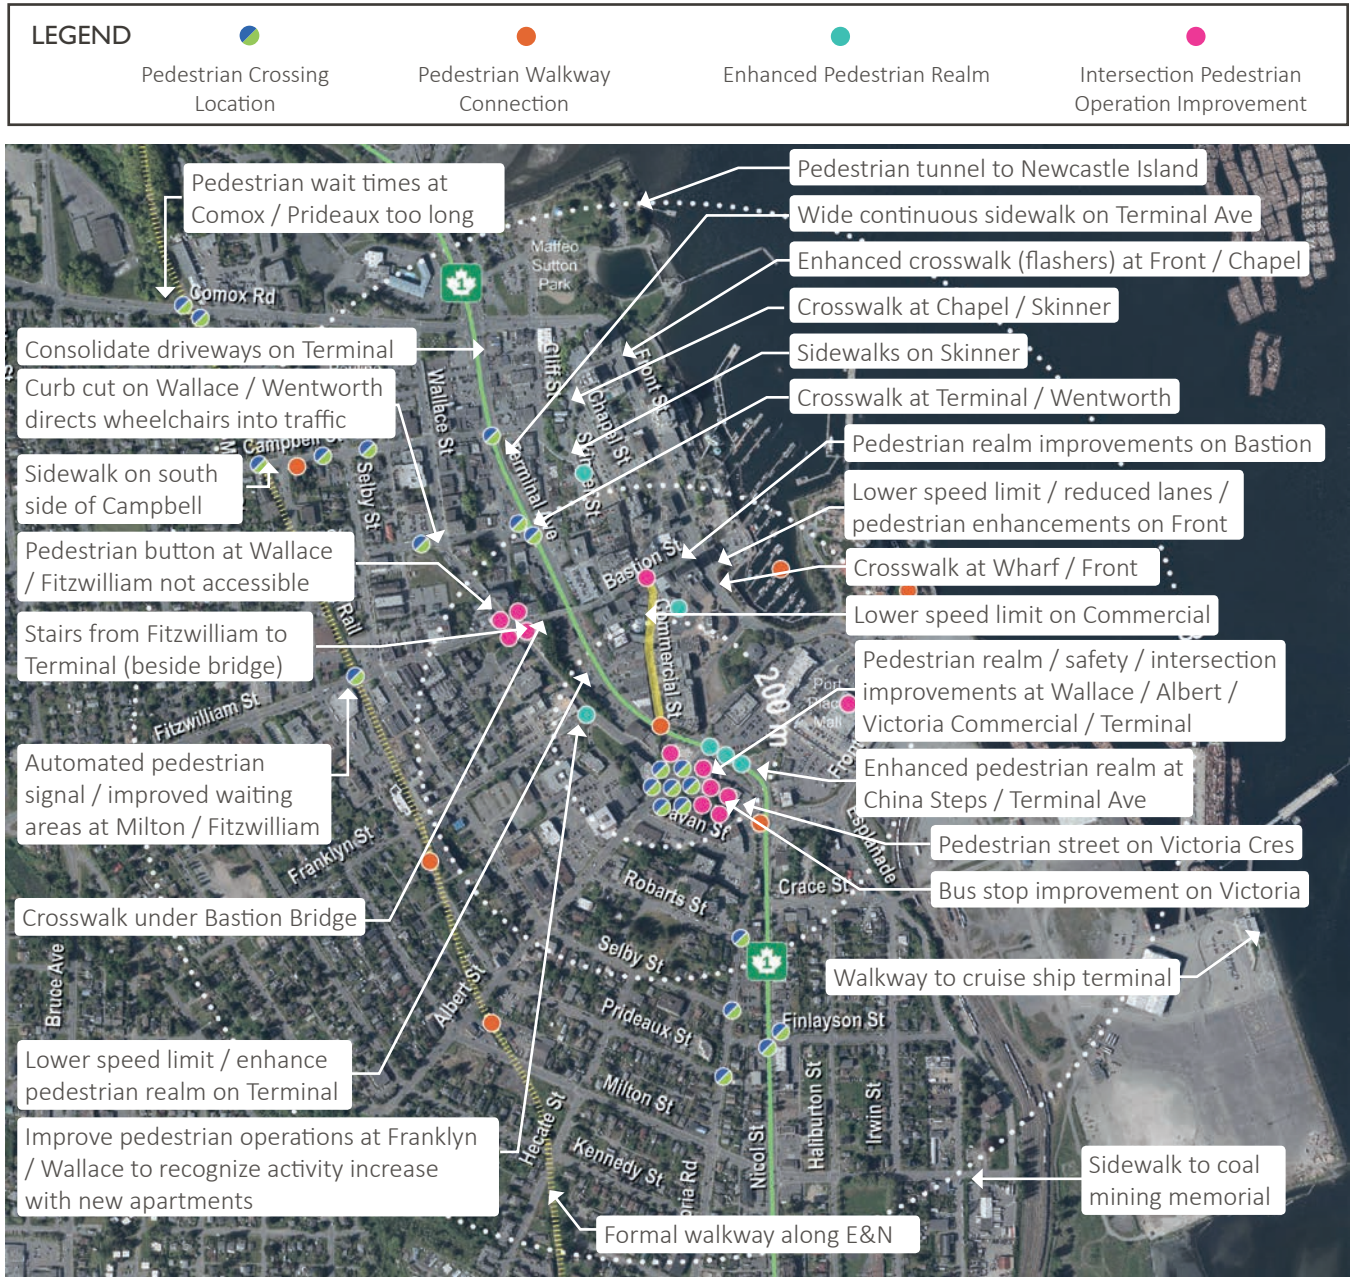 LEGEND
Pedestrian Crossing
Location
Pedestrian Walkway
Connection
Enhanced Pedestrian Realm
Intersection Pedestrian
Operation Improvement
Pedestrian wait times at
Comox / Prideaux too long
Pedestrian tunnel to Newcastle Island
Wide continuous sidewalk on Terminal Ave
Enhanced crosswalk (flashers) at Front / Chapel
Crosswalk at Chapel / Skinner
Sidewalks on Skinner
Crosswalk at Terminal / Wentworth
Pedestrian realm improvements on Bastion
Lower speed limit / reduced lanes /
pedestrian enhancements on Front
Crosswalk at Wharf / Front
Lower speed limit on Commercial
Pedestrian realm / safety / intersection
improvements at Wallace / Albert /
Victoria Commercial / Terminal
Enhanced pedestrian realm at
China Steps / Terminal Ave
Pedestrian street on Victoria Cres
Bus stop improvement on Victoria
Walkway to cruise ship terminal
Sidewalk to coal
mining memorial
Formal walkway along E&N
Consolidate driveways on Terminal
Curb cut on Wallace / Wentworth
directs wheelchairs into traffic
Sidewalk on south
side of Campbell
Pedestrian button at Wallace
/ Fitzwilliam not accessible
Stairs from Fitzwilliam to
Terminal (beside bridge)
Automated pedestrian
signal / improved waiting
areas at Milton / Fitzwilliam
Crosswalk under Bastion Bridge
Lower speed limit / enhance
pedestrian realm on Terminal
Improve pedestrian operations at Franklyn
/ Wallace to recognize activity increase
with new apartments
Maffeo
Sutton
Park
1
Comox Rd
Cliff St
Front St
Wallace St
Chapel St
Campbell St
Selby St
Terminal Ave
Bastion St
Rail
Commercial St
Fitzwilliam St
200 m
Port
Place
Mall
Franklyn St
Cavan St
Esplanade
Robarts St
Crace St
Selby St
1
Bruce Ave
Albert St
Prideaux St
Finlayson St
Milton St
Haliburton St
Irwin St
Hecate St
Kennedy St
Nicol St
oria Rd